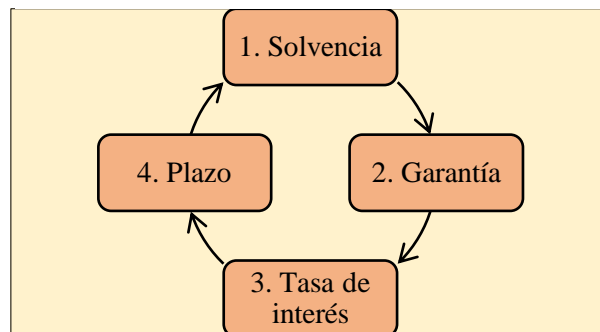 1. Solvencia
4. Plazo
2. Garantía
3. Tasa de
interés